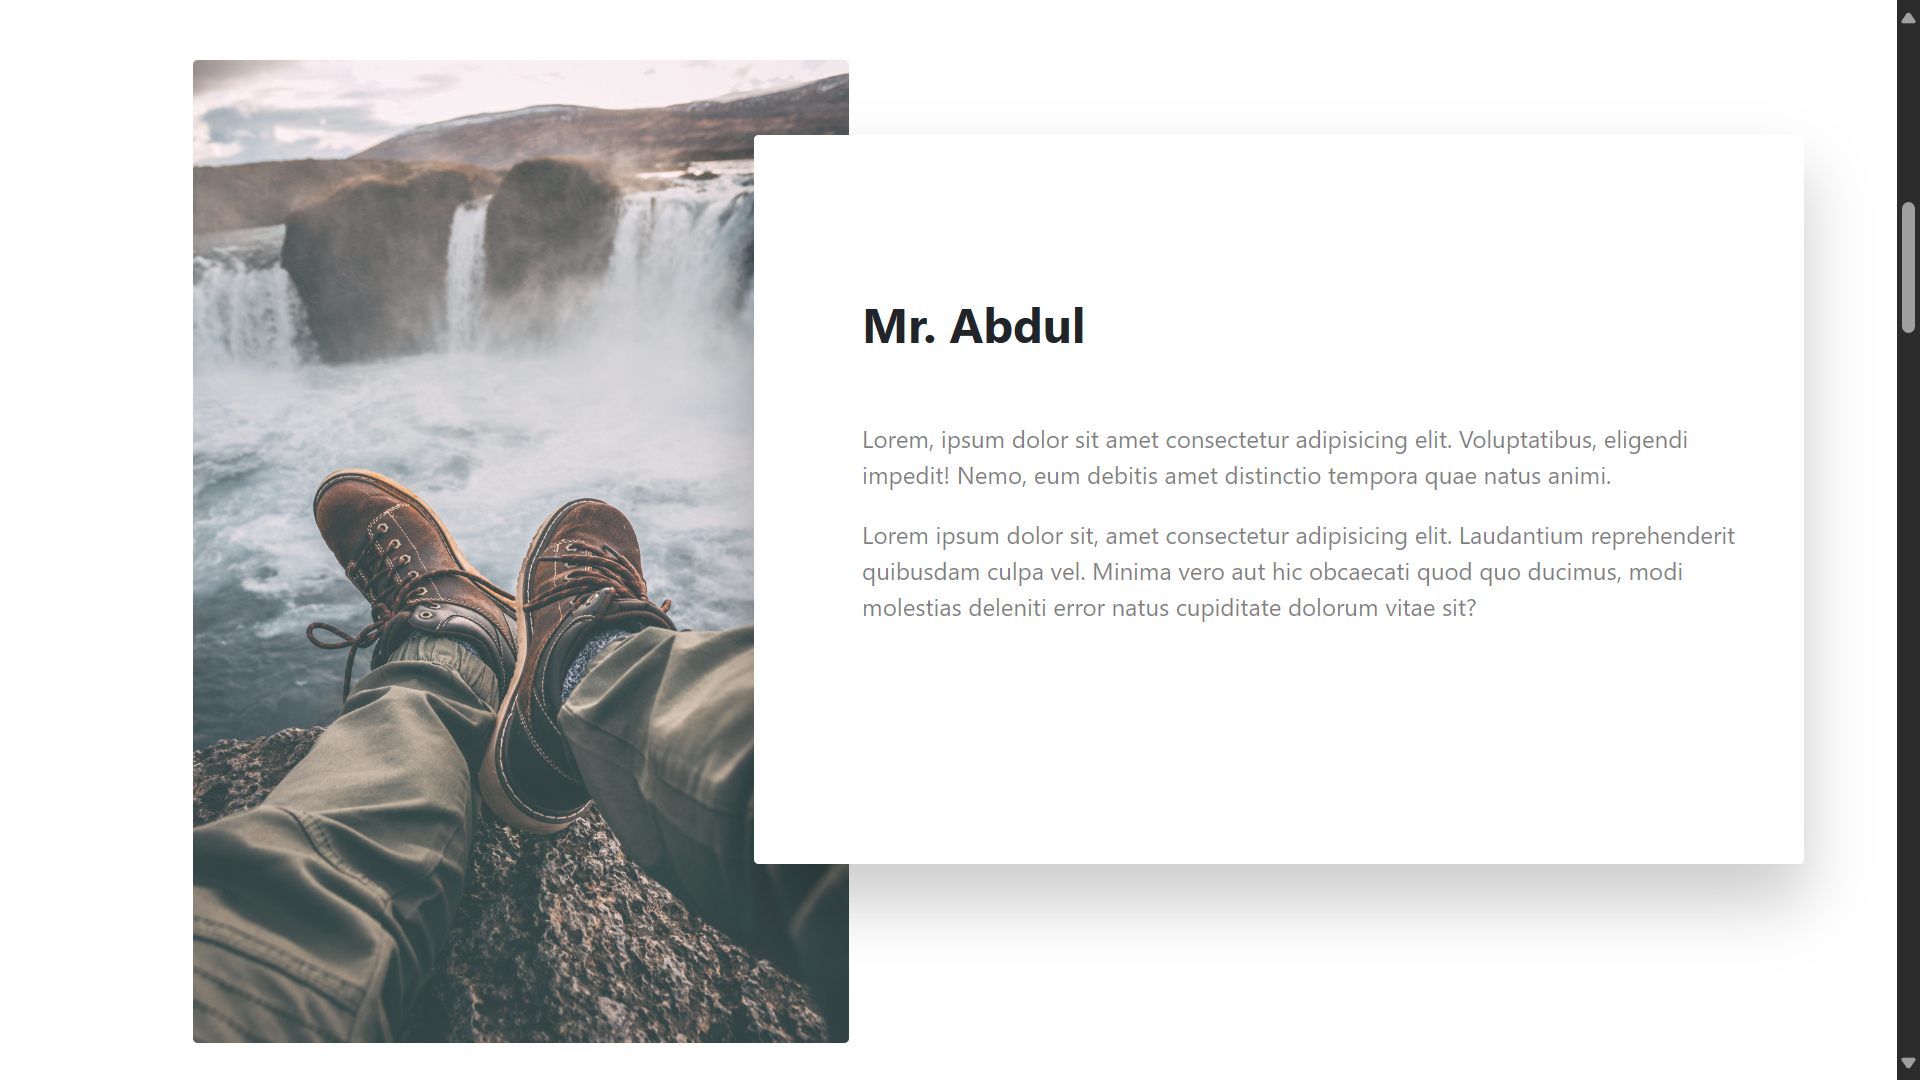 Mr. Abdul
Lorem, ipsum dolor sit amet consectetur adipisicing elit. Voluptatibus, eligendi
impedit! Nemo, eum debitis amet distinctio tempora quae natus animi.
Lorem ipsum dolor sit, amet consectetur adipisicing elit. Laudantium reprehenderit
quibusdam culpa vel. Minima vero aut hic obcaecati quod quo ducimus, modi
molestias deleniti error natus cupiditate dolorum vitae sit?